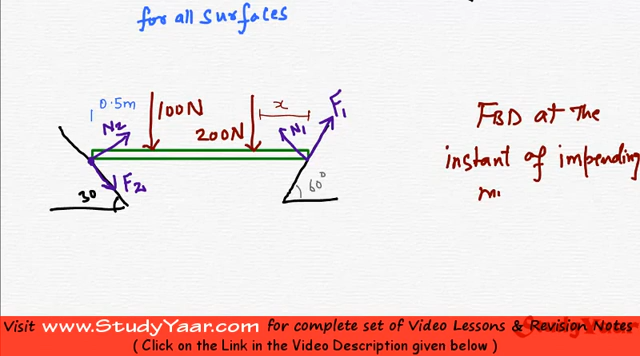 for all Surfaces
0.5m
100N
x
F1
N2
200N
N1
FBD at the
instant of impending
F2
30
60°
Visit www.StudyYaar.com for complete set of Video Lessons & Revision Notes
( Click on the Link in the Video Description given below )
StudyYaar